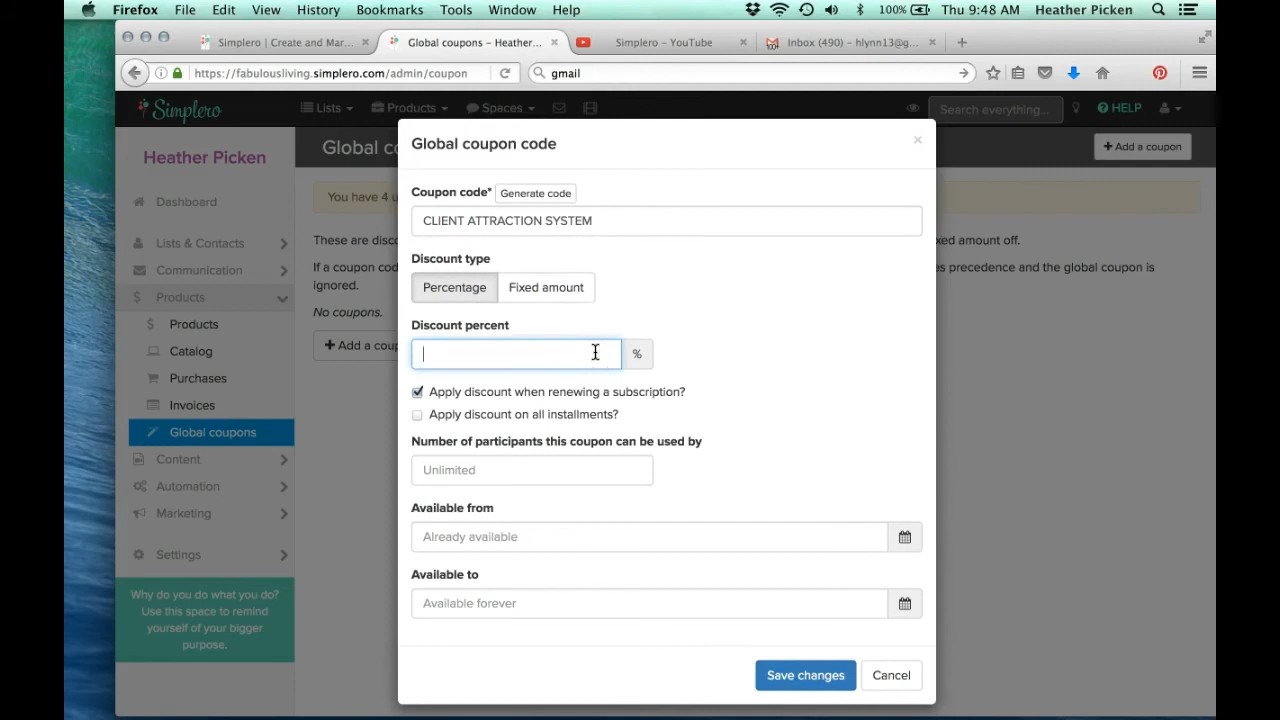 Firefox File Edit View History Bookmarks Tools Window Help 100% Thu 9:48 AM Heather Picken
Simplero | Create and Mar... Global coupons – Heather... Simplero - YouTube Inbox (490) - hlynn13@g...
https://fabulousliving.simplero.com/admin/coupon gmail
Simplero Lists Products Spaces Search everything... HELP
Heather Picken
Global co
+ Add a coupon
Dashboard
Lists & Contacts
Communication
Products
Products
Catalog
Purchases
Invoices
Global coupons
Content
Automation
Marketing
Settings
Why do you do what you do?
Use this space to remind
yourself of your bigger
purpose.
You have 4 u
These are disco
xed amount off.
If a coupon cod
es precedence and the global coupon is
ignored.
No coupons.
+ Add a coup
Global coupon code ×
Coupon code* Generate code
CLIENT ATTRACTION SYSTEM
Discount type
Percentage Fixed amount
Discount percent
%
Apply discount when renewing a subscription?
Apply discount on all installments?
Number of participants this coupon can be used by
Unlimited
Available from
Already available
Available to
Available forever
Save changes Cancel